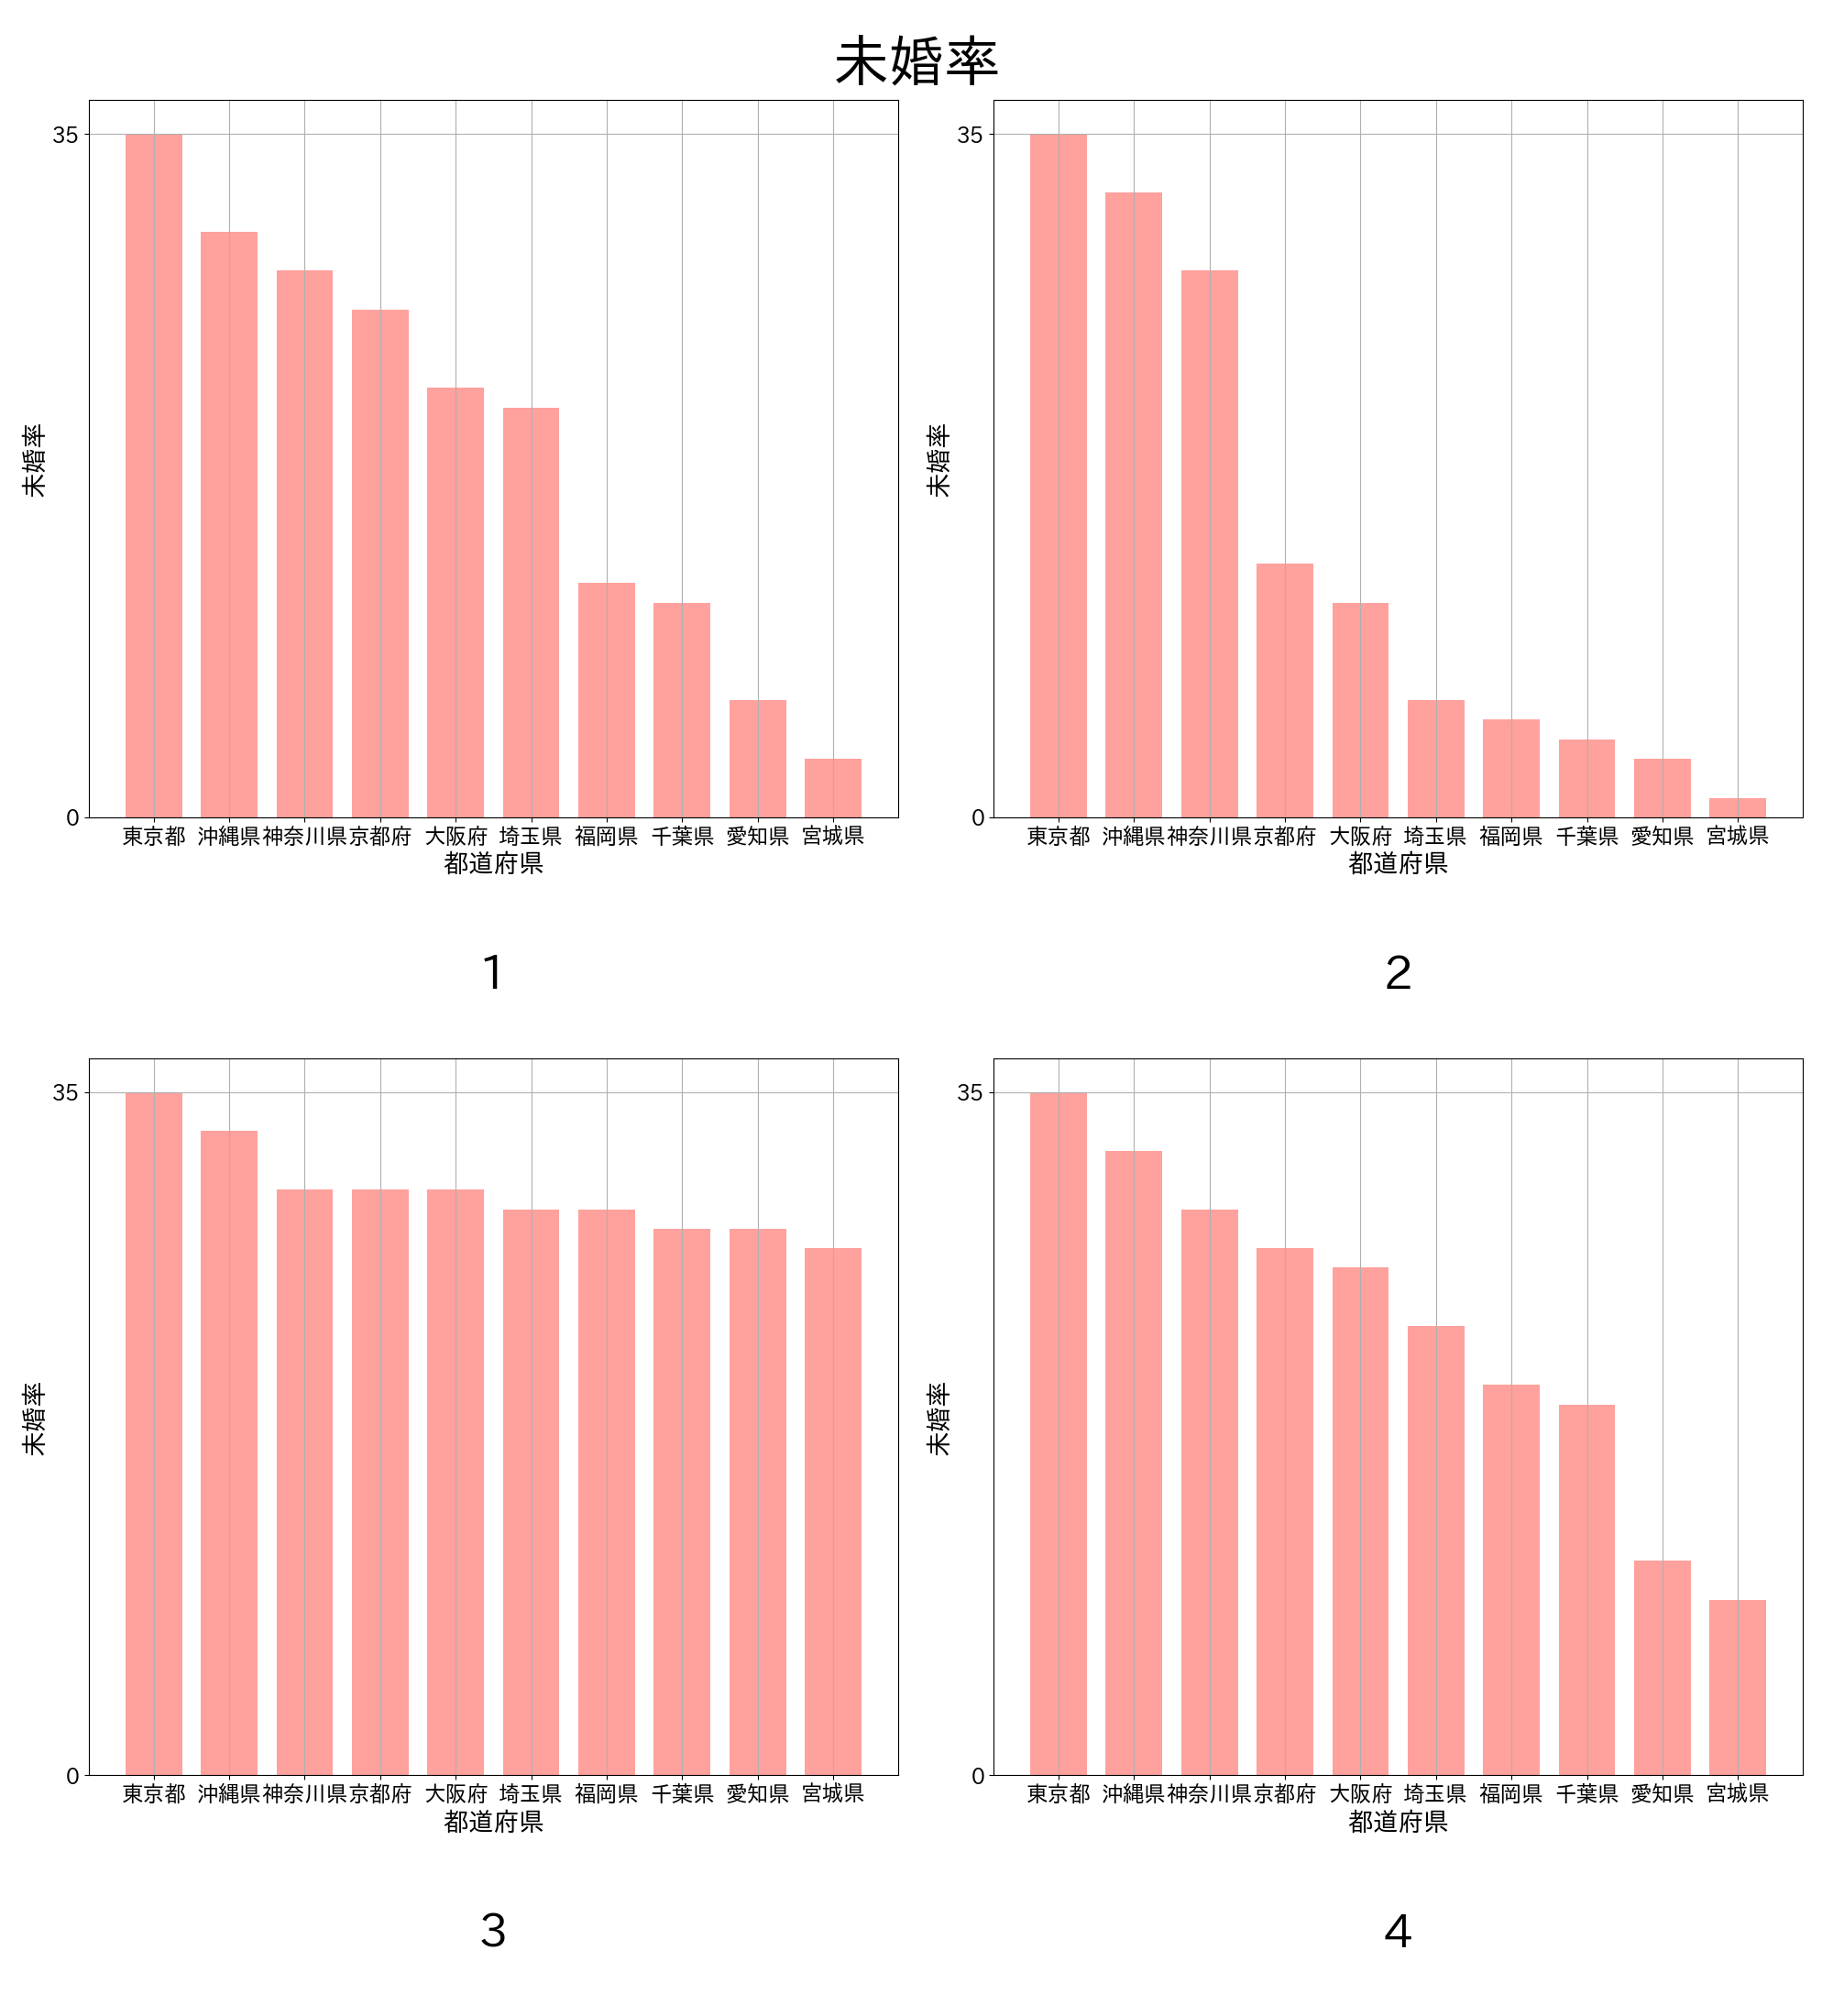 未婚率
35
0
未婚率
東京都 沖縄県 神奈川県 京都府 大阪府 埼玉県 福岡県 千葉県 愛知県 宮城県
都道府県
1
35
0
未婚率
東京都 沖縄県 神奈川県 京都府 大阪府 埼玉県 福岡県 千葉県 愛知県 宮城県
都道府県
2
35
0
未婚率
東京都 沖縄県 神奈川県 京都府 大阪府 埼玉県 福岡県 千葉県 愛知県 宮城県
都道府県
3
35
0
未婚率
東京都 沖縄県 神奈川県 京都府 大阪府 埼玉県 福岡県 千葉県 愛知県 宮城県
都道府県
4